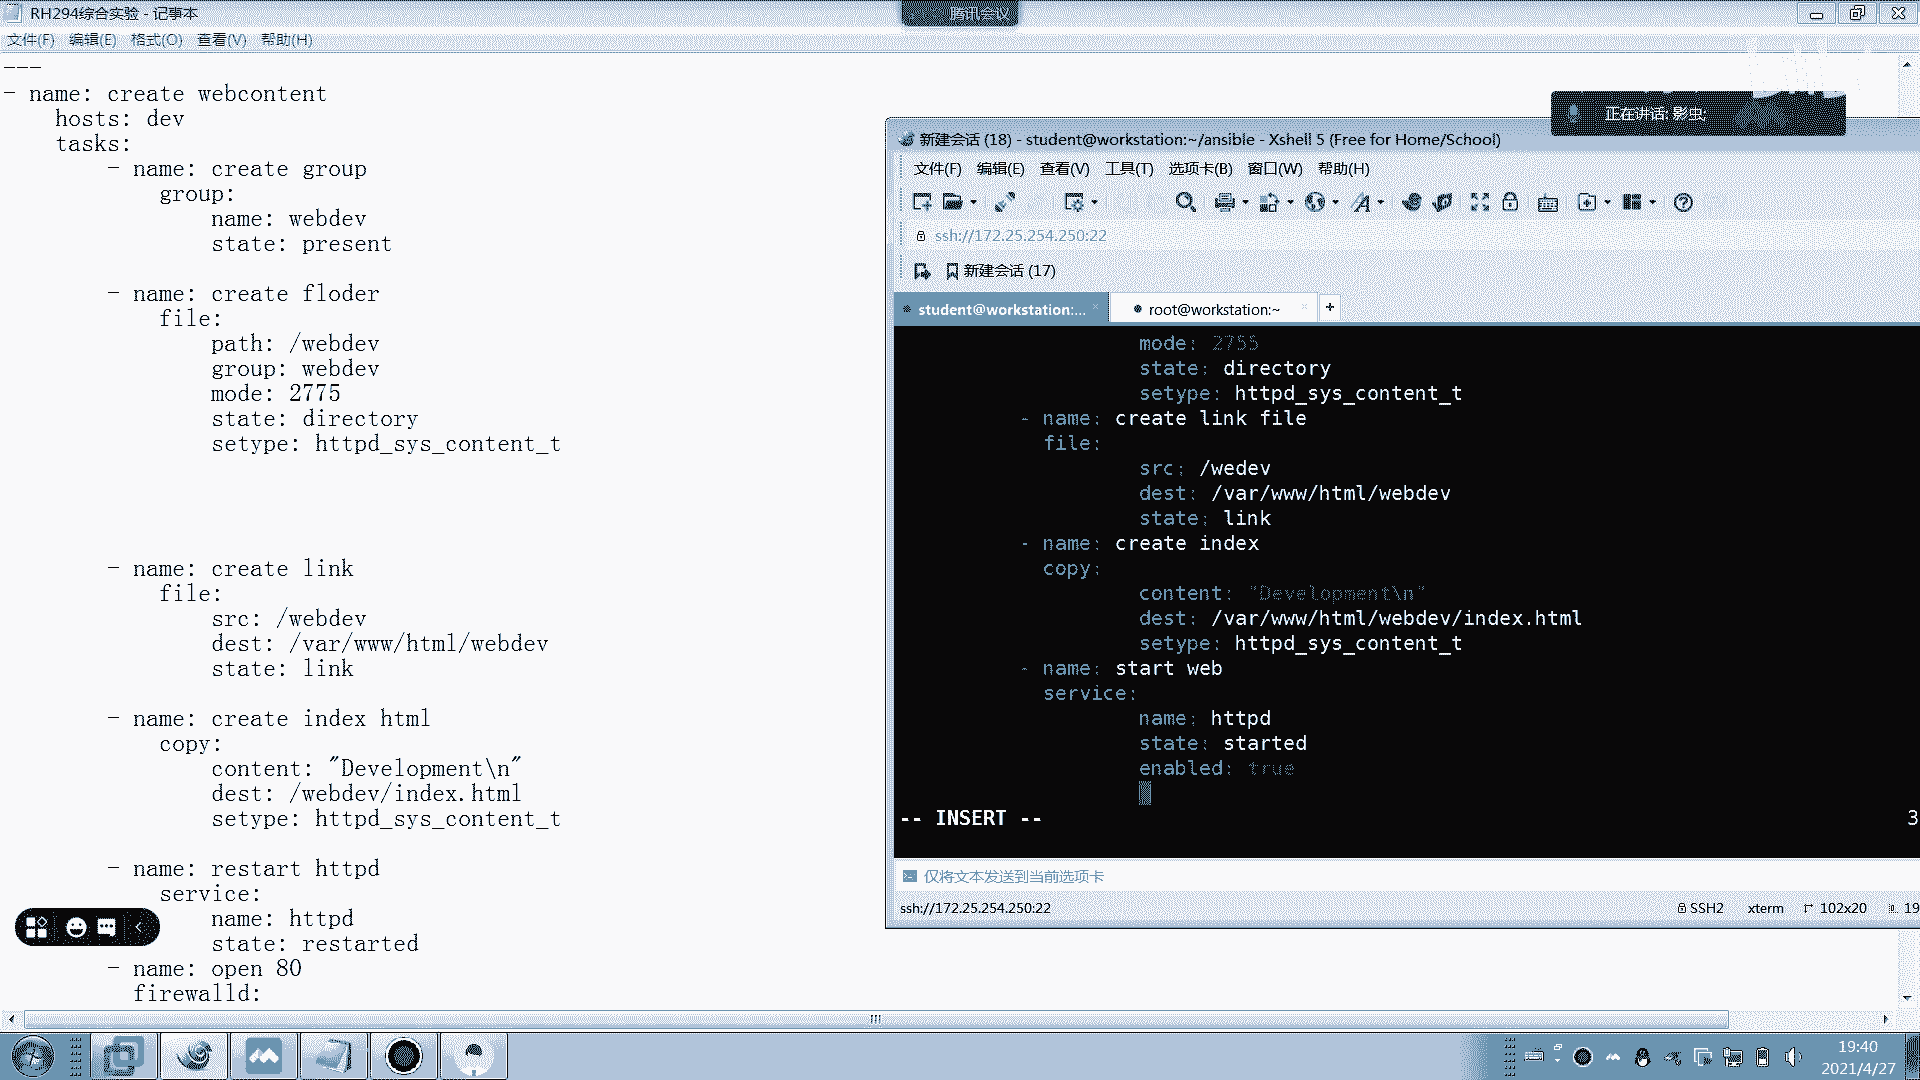 RH294综合实验 - 记事本
腾讯会议
文件(F) 编辑(E) 格式(O) 查看(V) 帮助(H)
---
- name: create webcontent
hosts: dev
tasks:
- name: create group
group:
name: webdev
state: present
- name: create floder
file:
path: /webdev
group: webdev
mode: 2775
state: directory
setype: httpd_sys_content_t
- name: create link
file:
src: /webdev
dest: /var/www/html/webdev
state: link
- name: create index html
copy:
content: "Development\n"
dest: /webdev/index.html
setype: httpd_sys_content_t
- name: restart httpd
service:
name: httpd
state: restarted
- name: open 80
firewalld:
正在讲话: 影虫;
新建会话 (18) - student@workstation:~/ansible - Xshell 5 (Free for Home/School)
文件(F) 编辑(E) 查看(V) 工具(T) 选项卡(B) 窗口(W) 帮助(H)
ssh://172.25.254.250:22
新建会话 (17)
student@workstation:...
root@workstation:~
+
mode: 2755
state: directory
setype: httpd_sys_content_t
- name: create link file
file:
src: /wedev
dest: /var/www/html/webdev
state: link
- name: create index
copy:
content: "Development\n"
dest: /var/www/html/webdev/index.html
setype: httpd_sys_content_t
- name: start web
service:
name: httpd
state: started
enabled: true
-- INSERT -- 3
仅将文本发送到当前选项卡
ssh://172.25.254.250:22 SSH2 xterm 102x20 19
19:40
2021/4/27